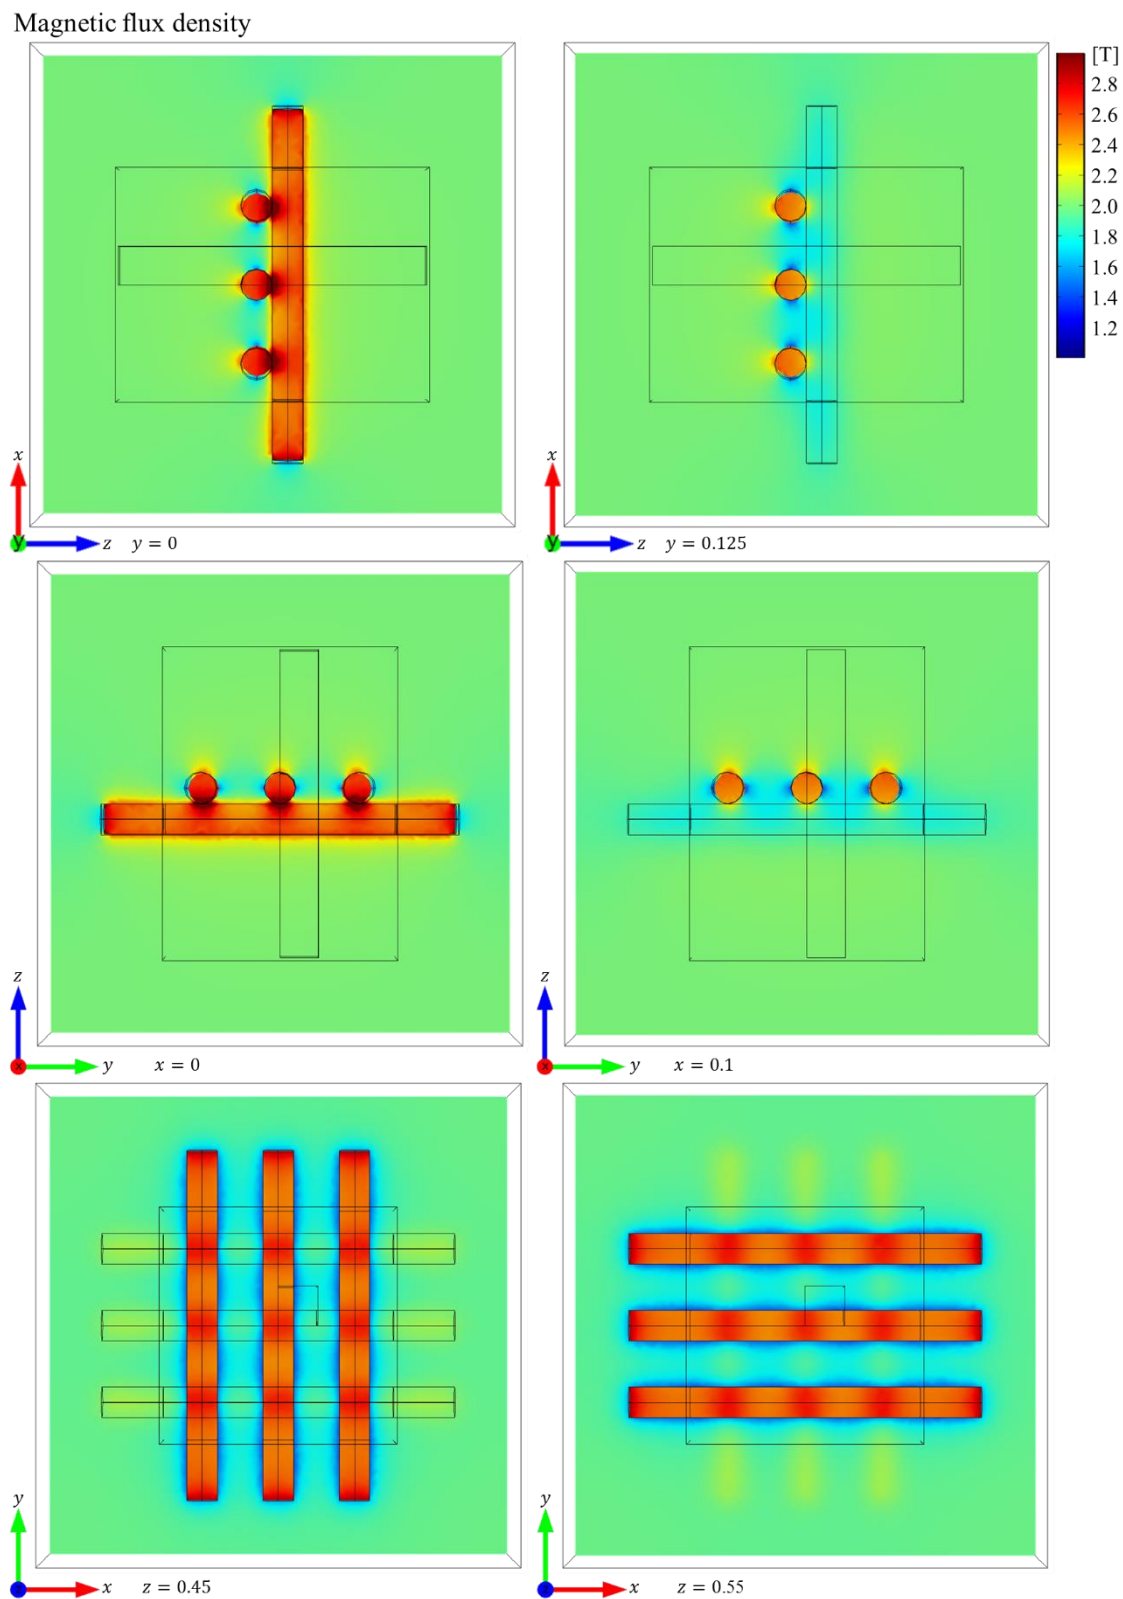 Magnetic flux density
[T]
2.8
2.6
2.4
2.2
2.0
1.8
1.6
1.4
1.2
x
y
z
y = 0
x
y
z
y = 0.125
z
x
y
x = 0
z
x
y
x = 0.1
y
z
x
z = 0.45
y
z
x
z = 0.55